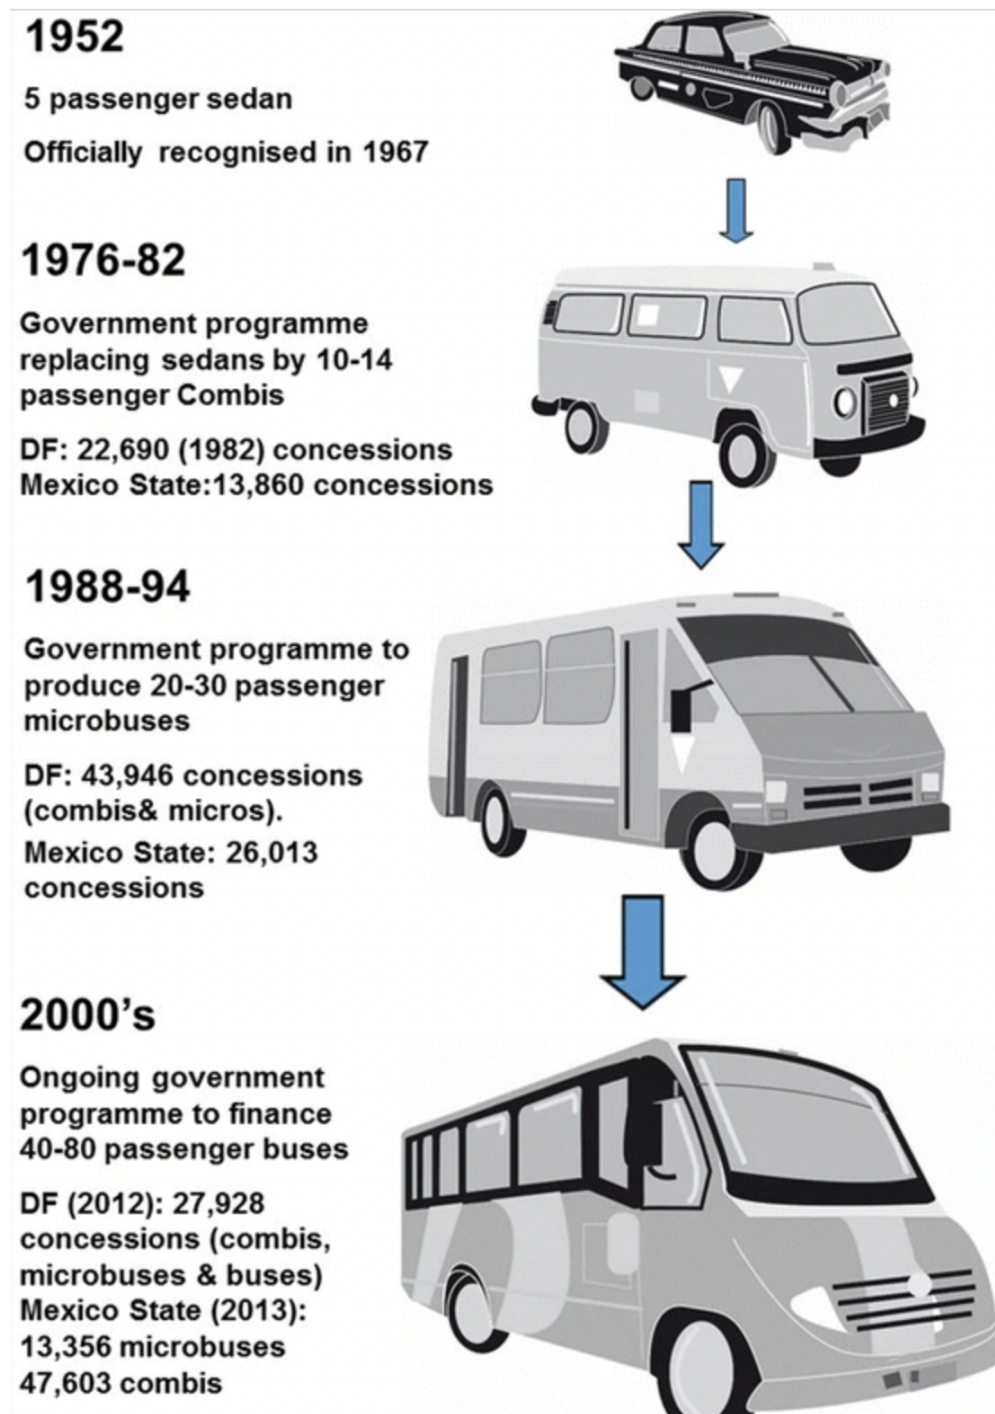 1952
5 passenger sedan
Officially recognised in 1967
1976-82
Government programme
replacing sedans by 10-14
passenger Combis
DF: 22,690 (1982) concessions
Mexico State:13,860 concessions
1988-94
Government programme to
produce 20-30 passenger
microbuses
DF: 43,946 concessions
(combis& micros).
Mexico State: 26,013
concessions
2000’s
Ongoing government
programme to finance
40-80 passenger buses
DF (2012): 27,928
concessions (combis,
microbuses & buses)
Mexico State (2013):
13,356 microbuses
47,603 combis